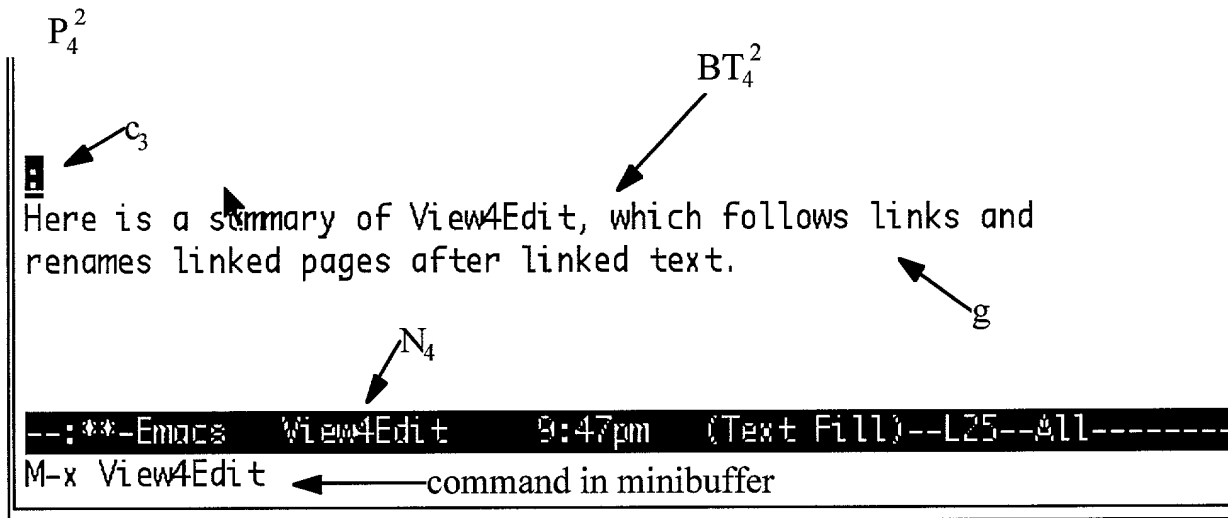 P₄²
BT₄²
c₃
:
Here is a summary of View4Edit, which follows links and
renames linked pages after linked text.
g
N₄
--:**-Emacs View4Edit 9:47pm (Text Fill)--L25--All--------
M-x View4Edit
command in minibuffer